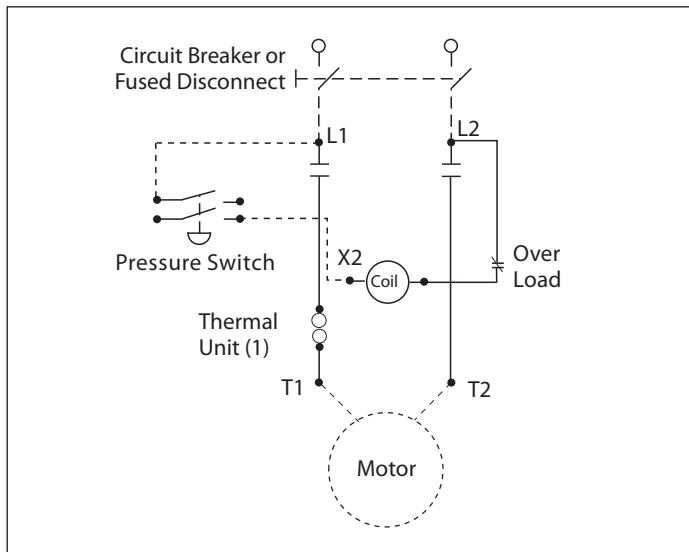 Circuit Breaker or
Fused Disconnect
L1
L2
Pressure Switch
X2
Coil
Over
Load
Thermal
Unit (1)
T1
T2
Motor